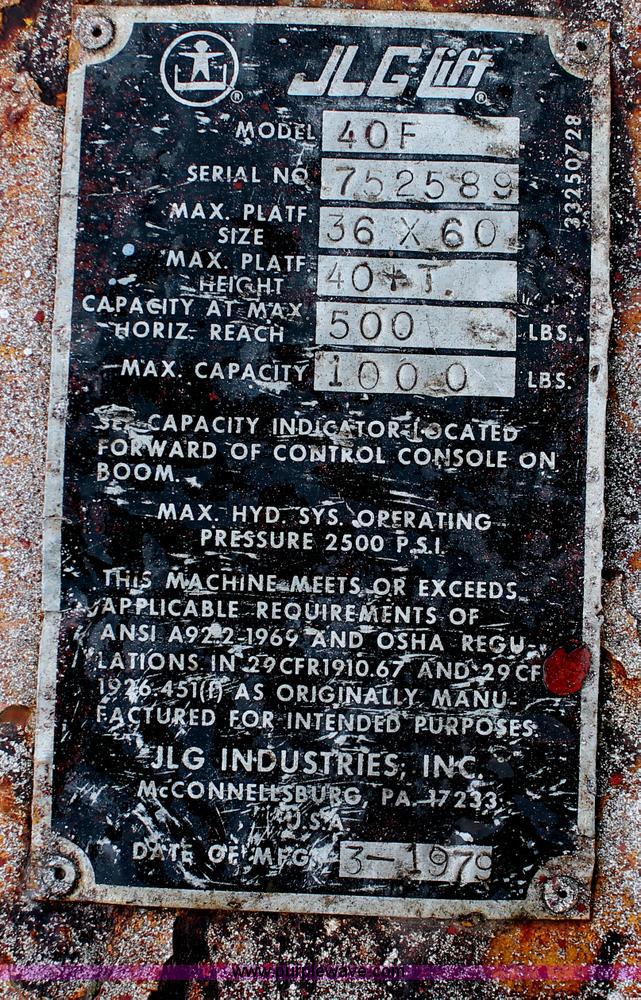 JLG Lift
®
®
MODEL 40F
33250728
SERIAL NO. 752589
MAX. PLATF. 36 X 60
SIZE
MAX. PLATF.
HEIGHT
CAPACITY AT MAX. 500 LBS.
HORIZ. REACH
MAX. CAPACITY 1000 LBS.
SEE CAPACITY INDICATOR LOCATED
FORWARD OF CONTROL CONSOLE ON
BOOM.
MAX. HYD. SYS. OPERATING
PRESSURE 2500 P.S.I.
THIS MACHINE MEETS OR EXCEEDS
APPLICABLE REQUIREMENTS OF
ANSI A92.2-1969 AND OSHA REGU-
LATIONS IN 29CFR1910.67 AND 29 CF
1926.451(f) AS ORIGINALLY MANU-
FACTURED FOR INTENDED PURPOSES
JLG INDUSTRIES, INC.
McCONNELLSBURG, PA. 17233
U.S.A.
DATE OF MFG. 3-1979
www.purplewave.com